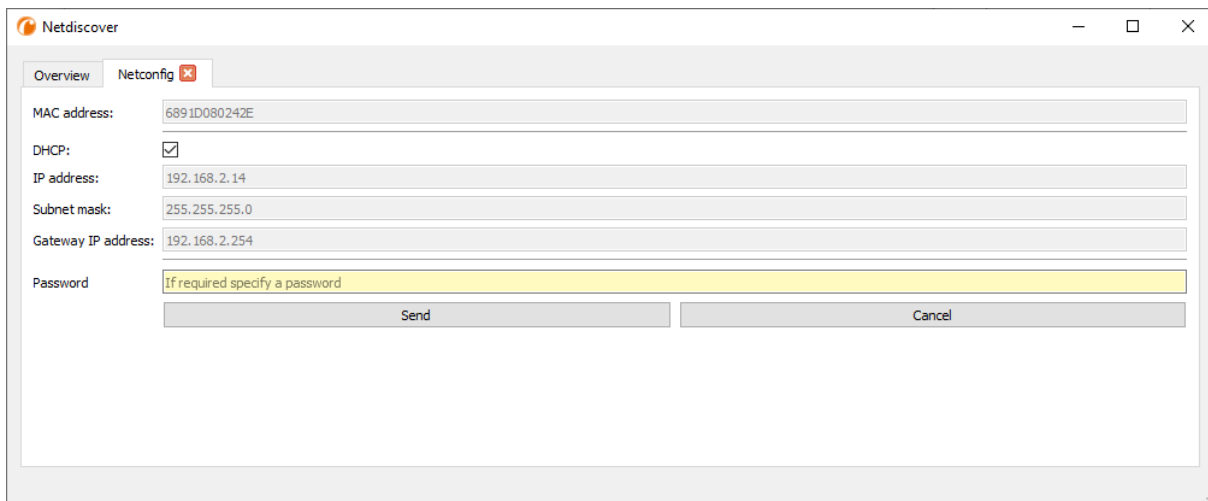 Netdiscover
Overview Netconfig
MAC address: 6891D080242E
DHCP:
IP address: 192.168.2.14
Subnet mask: 255.255.255.0
Gateway IP address: 192.168.2.254
Password If required specify a password
Send Cancel